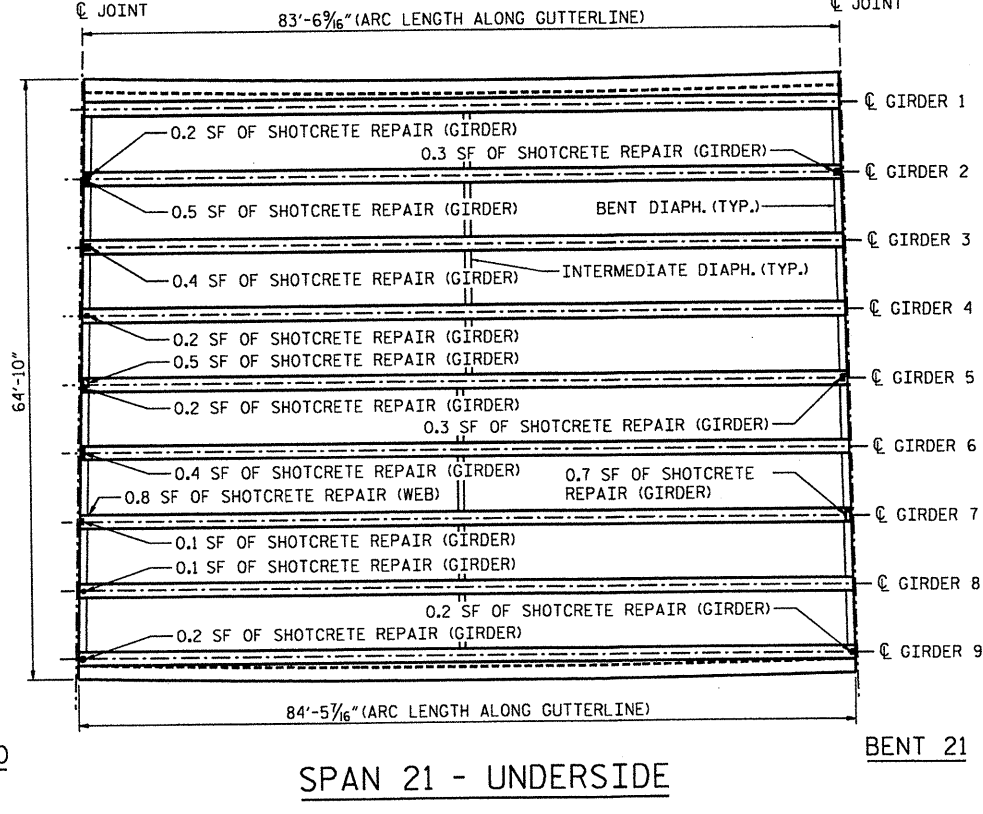 ℄ JOINT
℄ JOINT
83'-6 9/16" (ARC LENGTH ALONG GUTTERLINE)
℄ GIRDER 1
0.2 SF OF SHOTCRETE REPAIR (GIRDER)
0.3 SF OF SHOTCRETE REPAIR (GIRDER)
℄ GIRDER 2
0.5 SF OF SHOTCRETE REPAIR (GIRDER)
BENT DIAPH. (TYP.)
℄ GIRDER 3
0.4 SF OF SHOTCRETE REPAIR (GIRDER)
INTERMEDIATE DIAPH. (TYP.)
℄ GIRDER 4
0.2 SF OF SHOTCRETE REPAIR (GIRDER)
0.5 SF OF SHOTCRETE REPAIR (GIRDER)
64'-10"
℄ GIRDER 5
0.2 SF OF SHOTCRETE REPAIR (GIRDER)
0.3 SF OF SHOTCRETE REPAIR (GIRDER)
℄ GIRDER 6
0.4 SF OF SHOTCRETE REPAIR (GIRDER)
0.7 SF OF SHOTCRETE
REPAIR (GIRDER)
0.8 SF OF SHOTCRETE REPAIR (WEB)
℄ GIRDER 7
0.1 SF OF SHOTCRETE REPAIR (GIRDER)
0.1 SF OF SHOTCRETE REPAIR (GIRDER)
℄ GIRDER 8
0.2 SF OF SHOTCRETE REPAIR (GIRDER)
0.2 SF OF SHOTCRETE REPAIR (GIRDER)
℄ GIRDER 9
84'-5 7/16" (ARC LENGTH ALONG GUTTERLINE)
BENT 21
SPAN 21 - UNDERSIDE